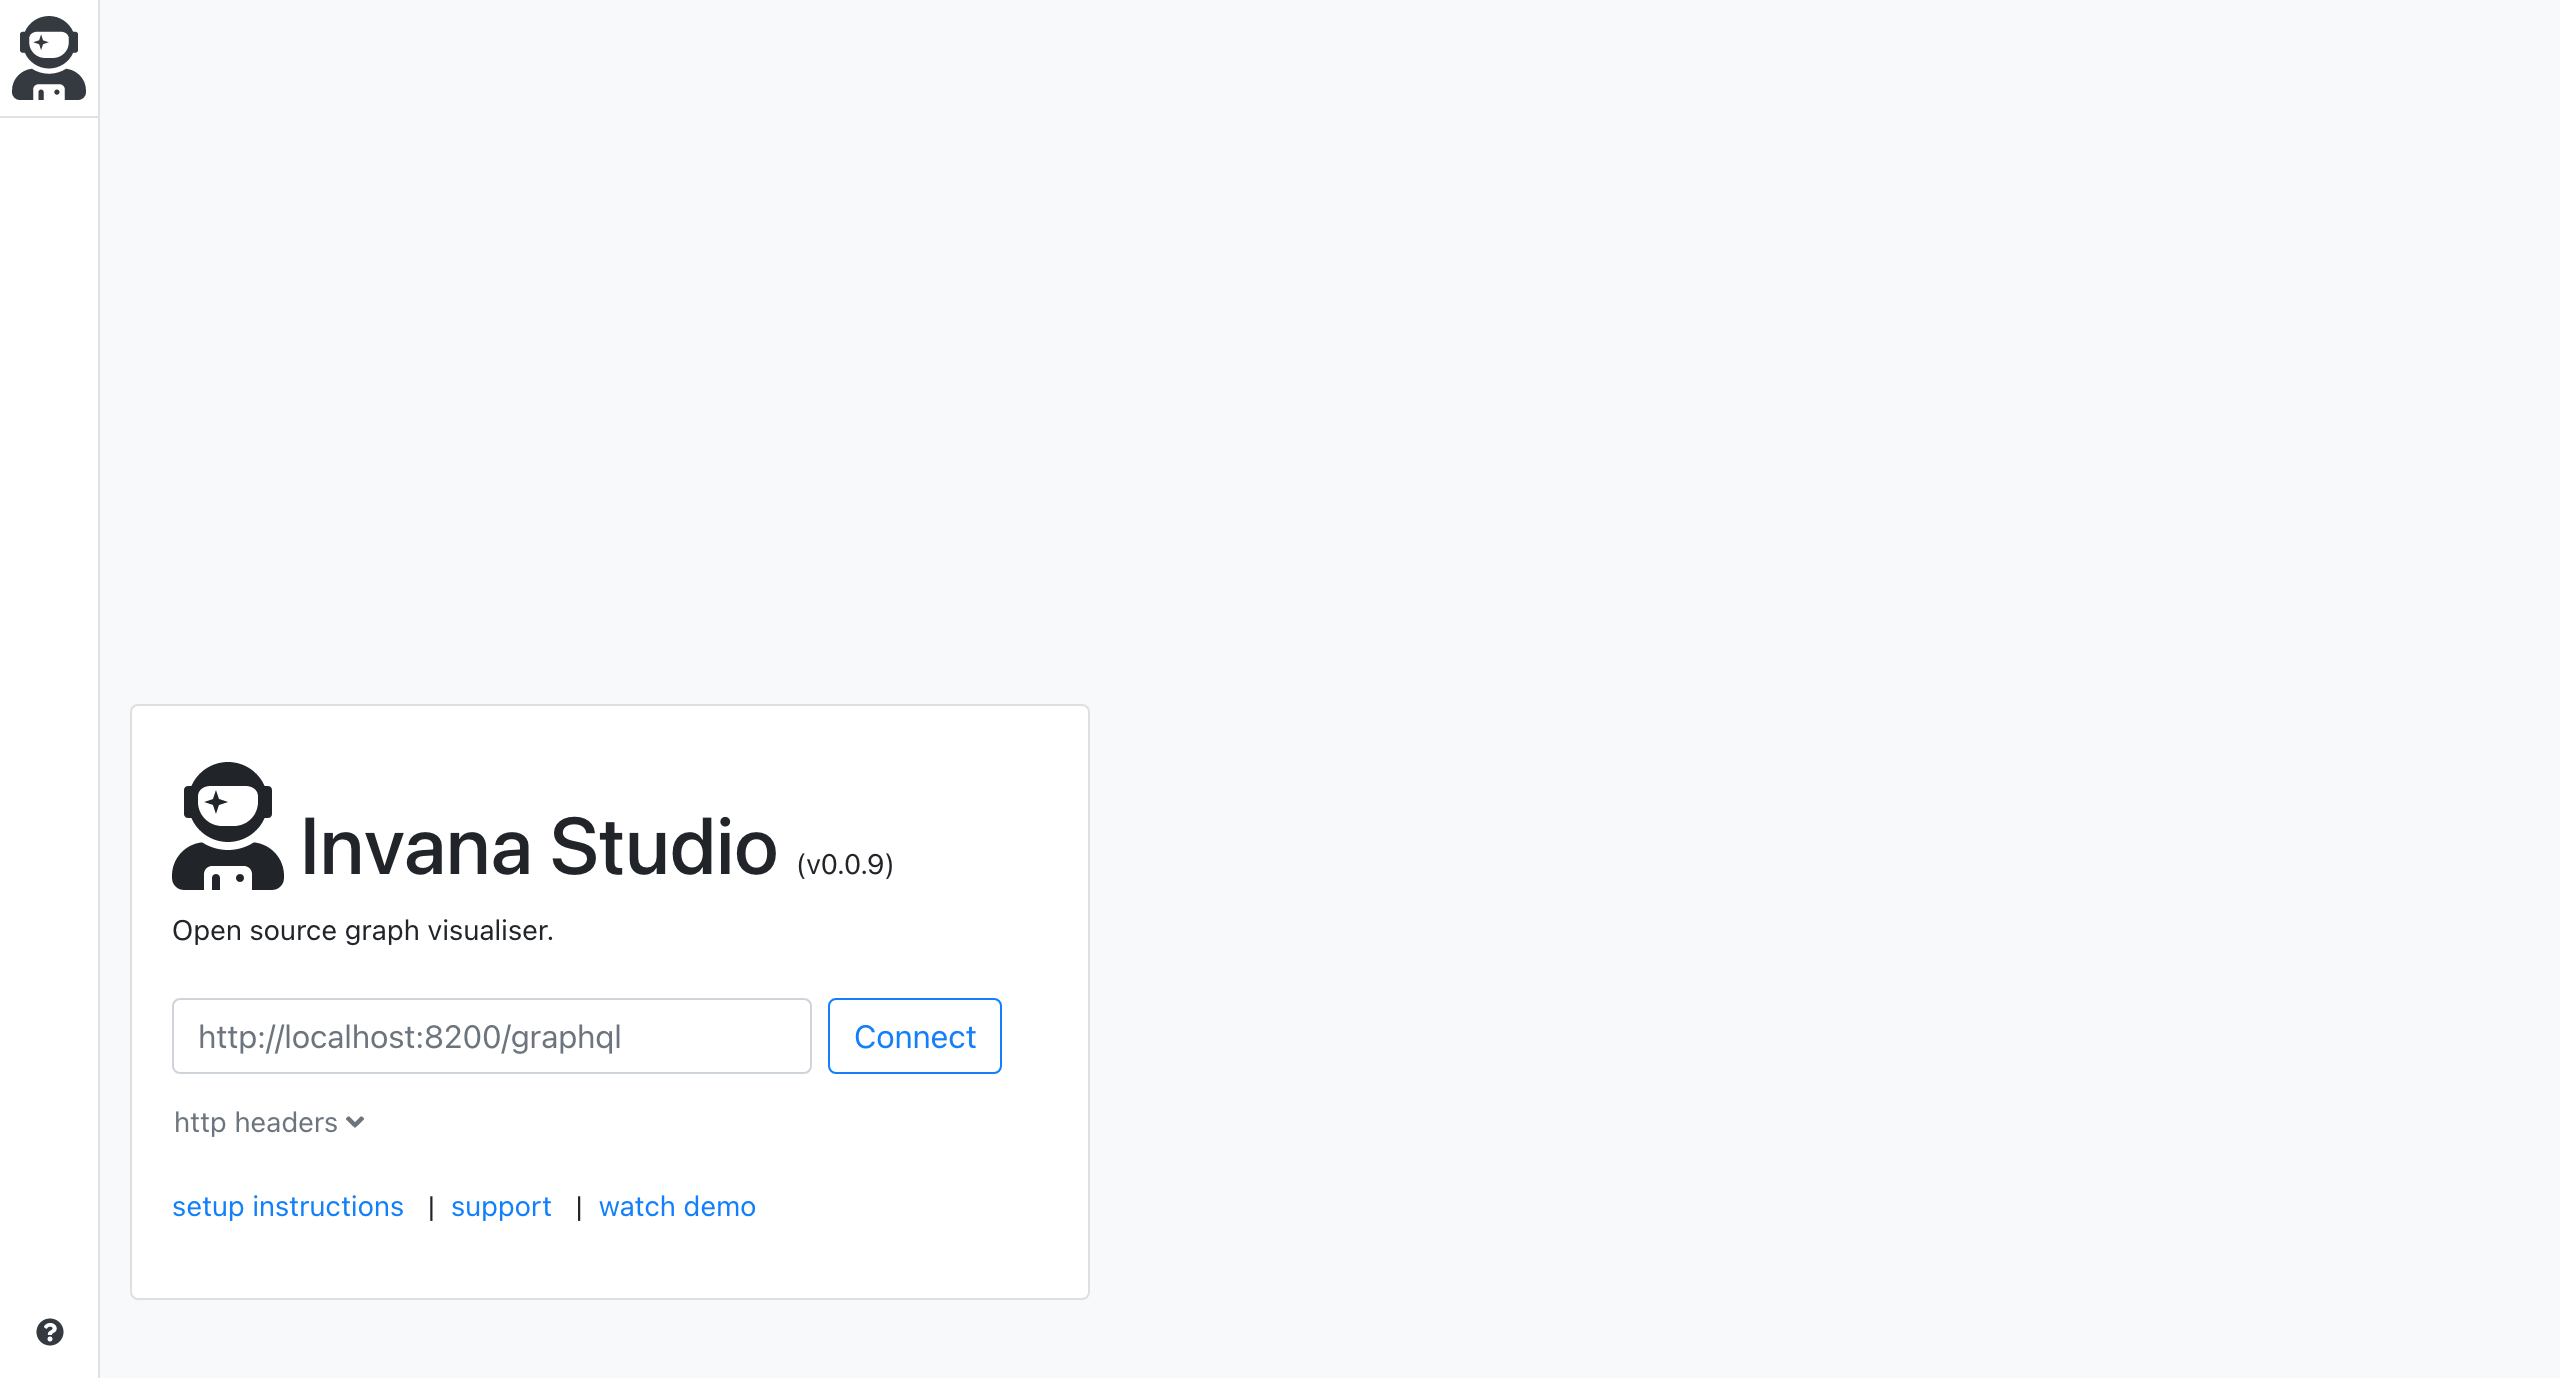 Invana Studio (v0.0.9)
Open source graph visualiser.
http://localhost:8200/graphql Connect
http headers
setup instructions | support | watch demo
?